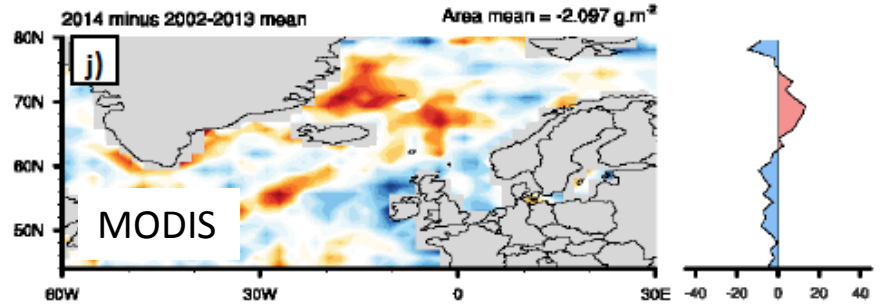 2014 minus 2002-2013 mean
Area mean = -2.097 g.m⁻²
80N
j)
70N
60N
50N
MODIS
60W
30W
0
30E
-40
-20
0
20
40